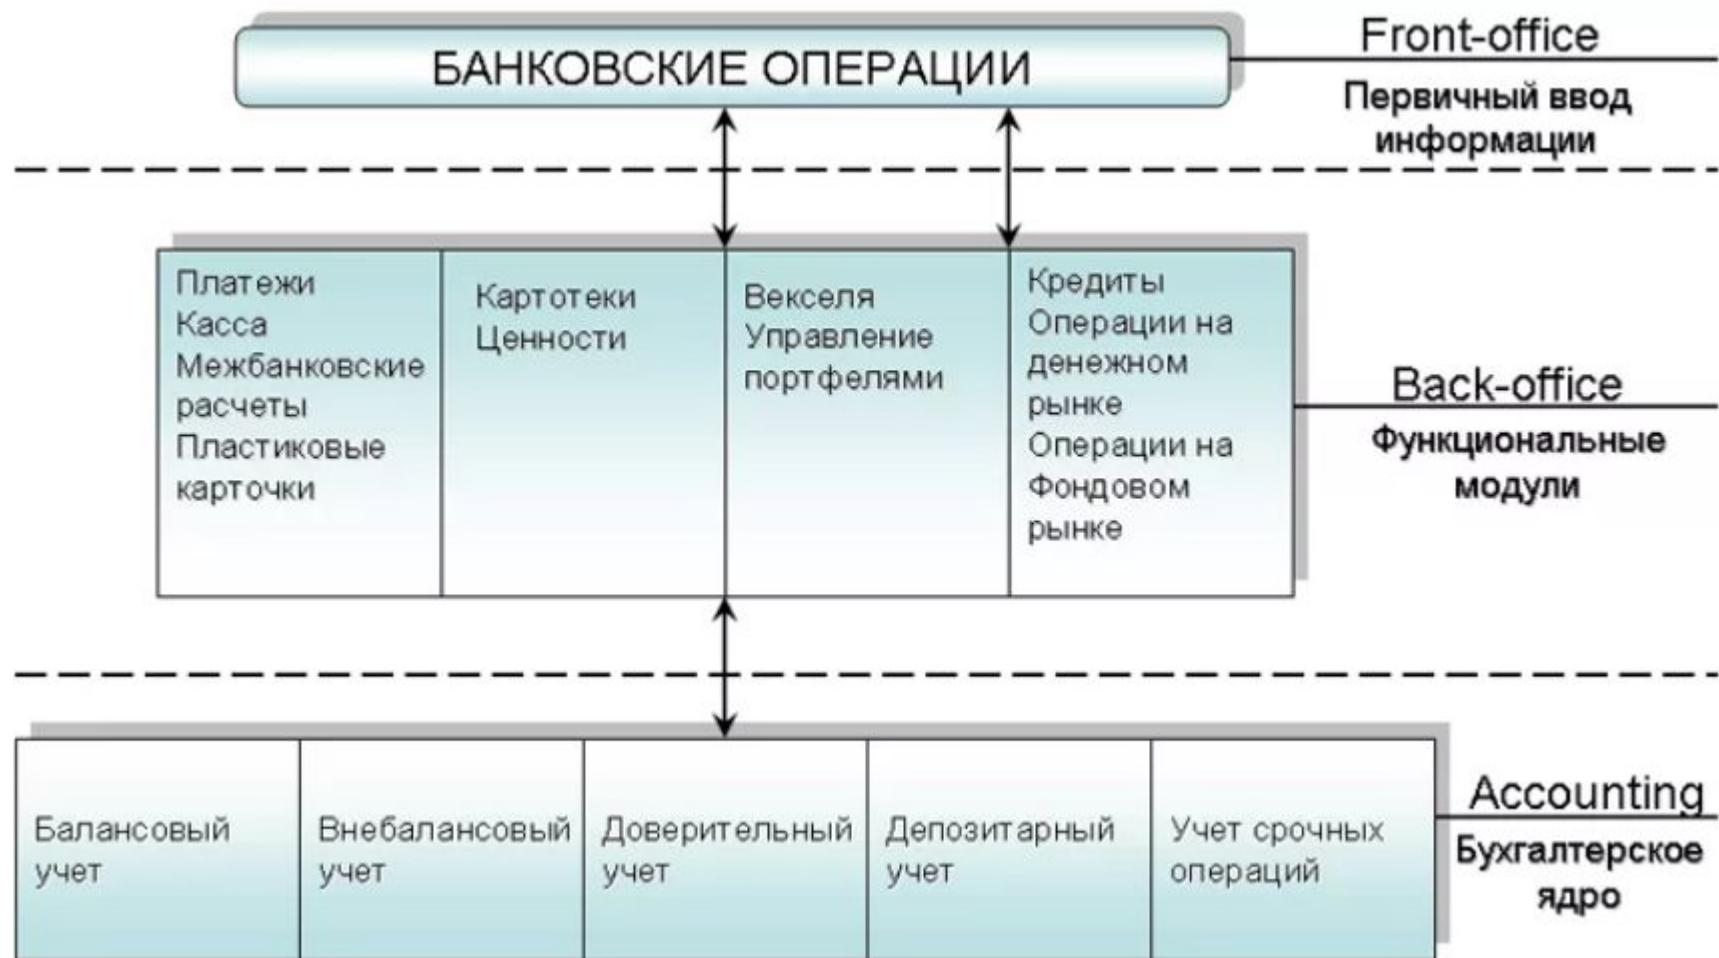 БАНКОВСКИЕ ОПЕРАЦИИ
Front-office
Первичный ввод
информации
Платежи
Касса
Межбанковские
расчеты
Пластиковые
карточки
Картотеки
Ценности
Векселя
Управление
портфелями
Кредиты
Операции на
денежном
рынке
Операции на
Фондовом
рынке
Back-office
Функциональные
модули
Балансовый
учет
Внебалансовый
учет
Доверительный
учет
Депозитарный
учет
Учет срочных
операций
Accounting
Бухгалтерское
ядро